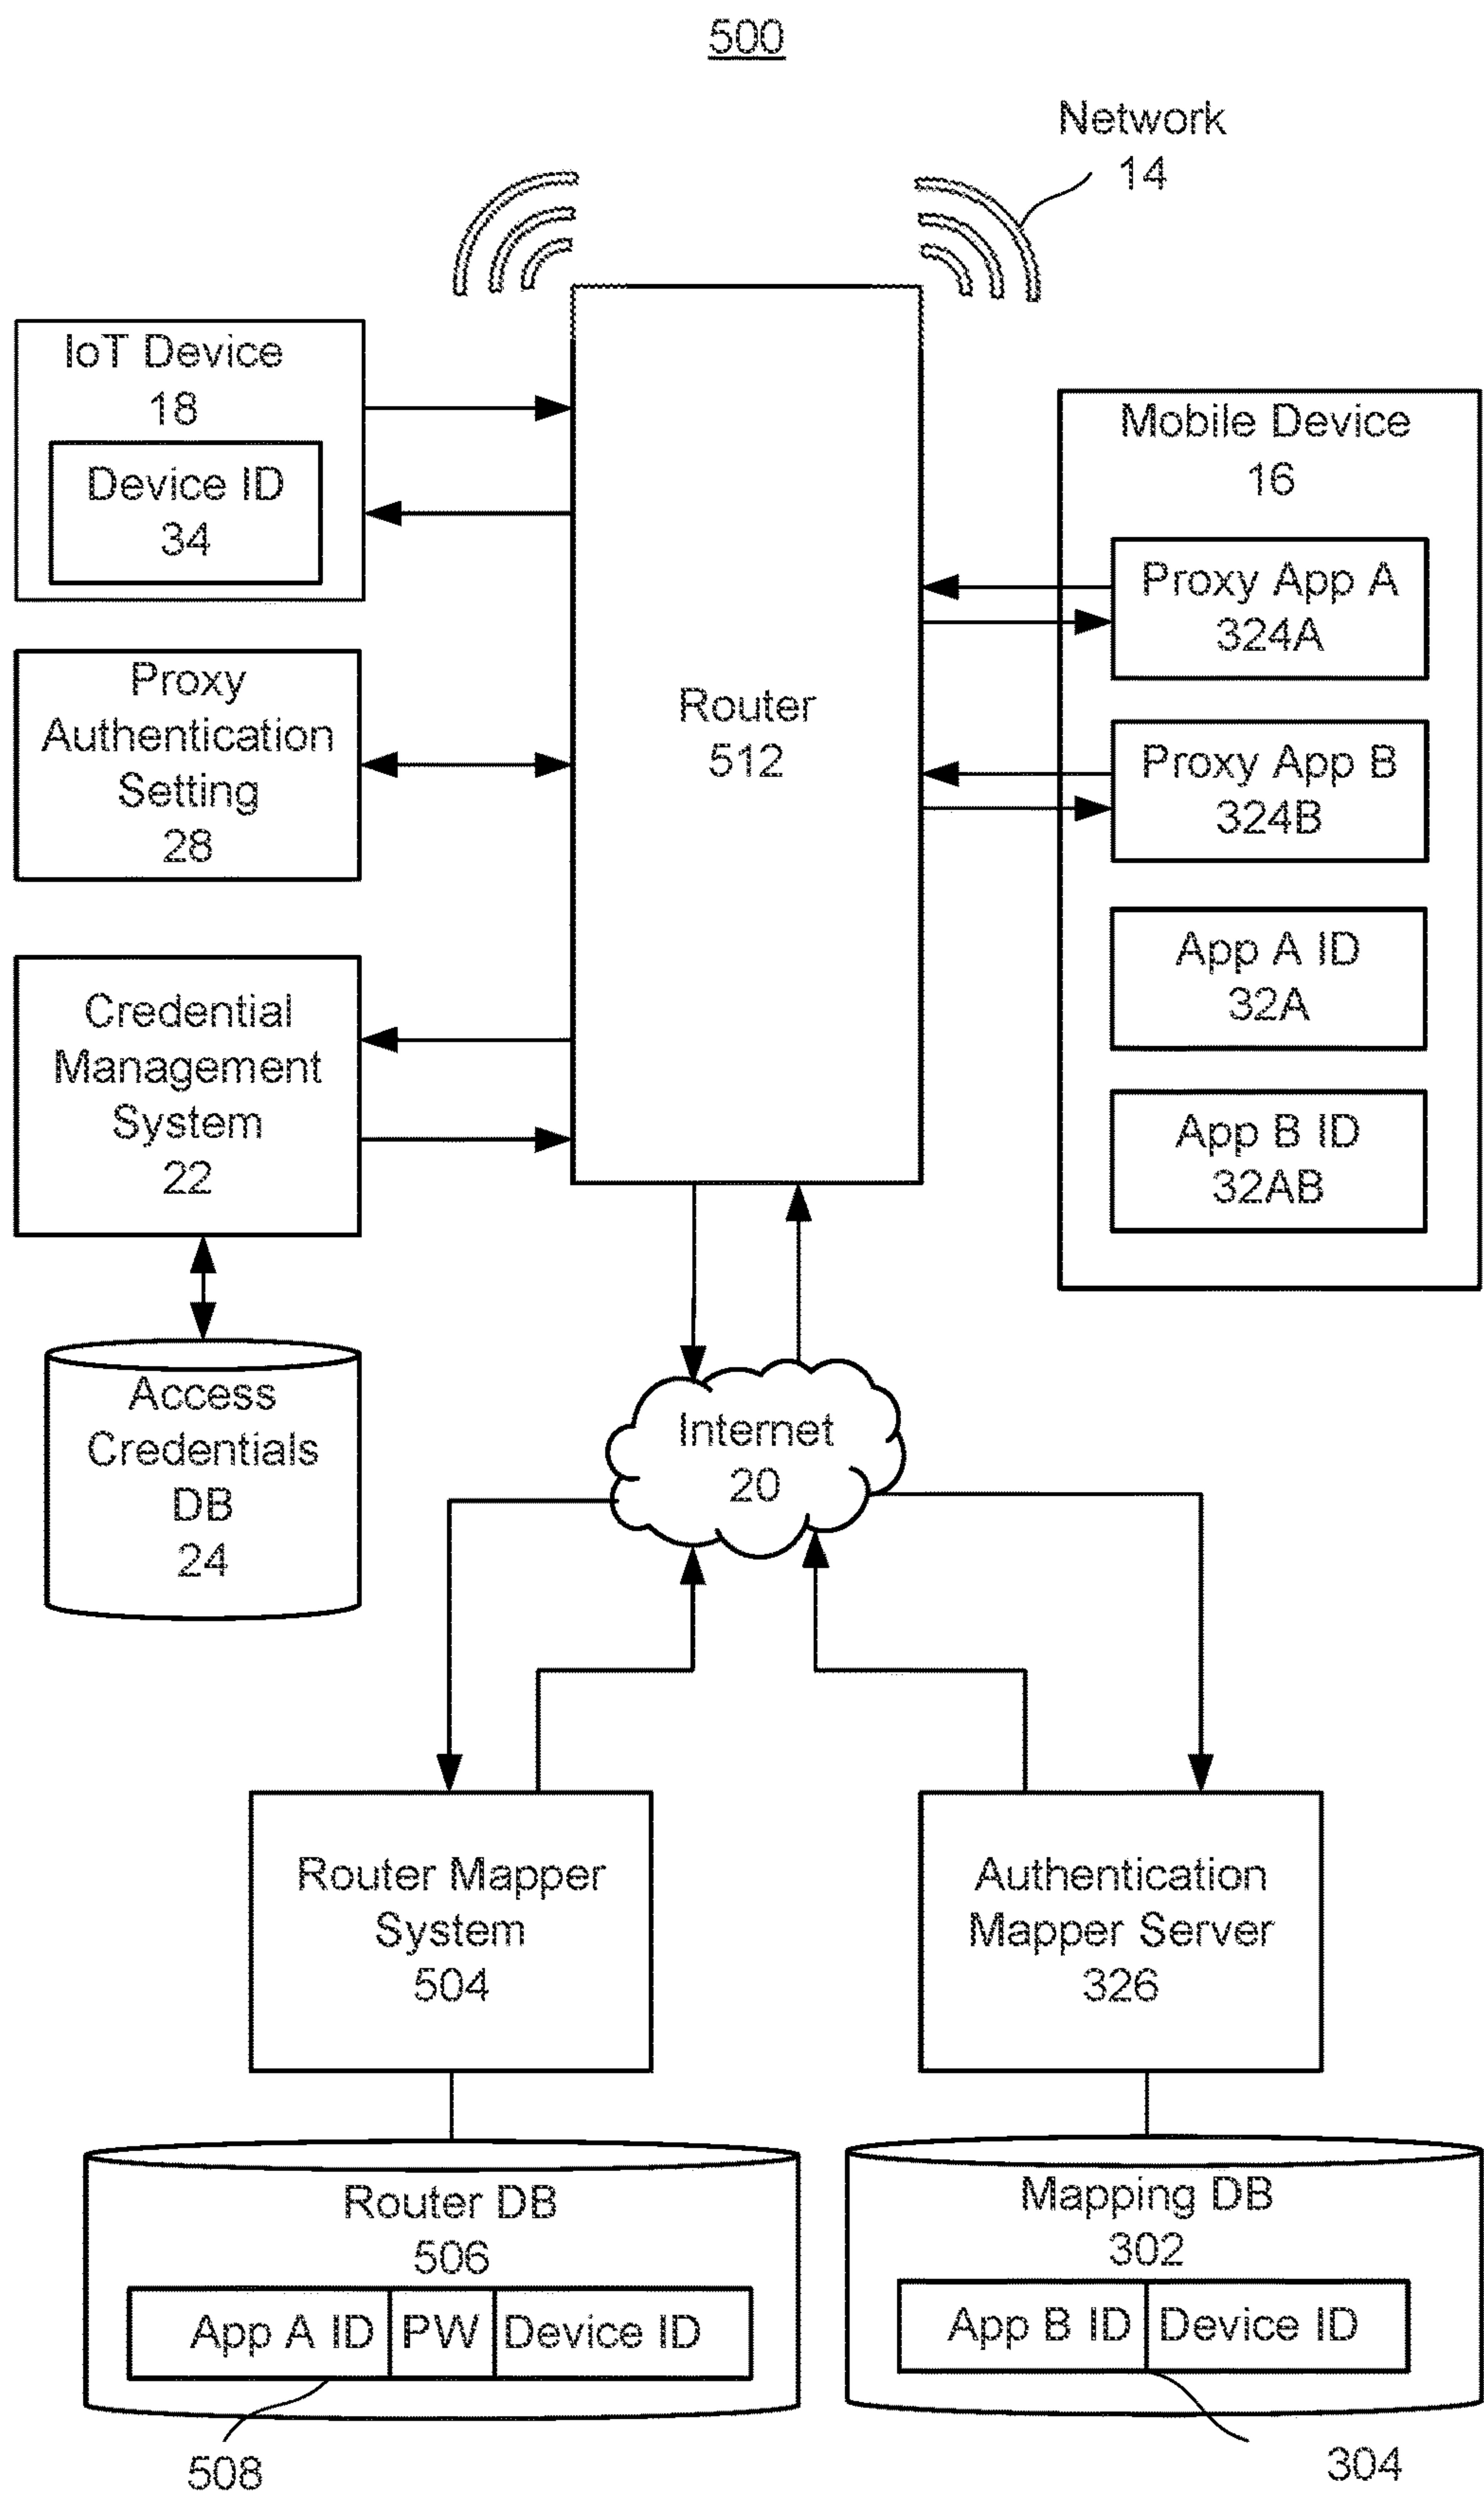 500
Network
14
IoT Device
18
Device ID
34
Mobile Device
16
Proxy App A
324A
Proxy
Authentication
Setting
28
Router
512
Proxy App B
324B
App A ID
32A
Credential
Management
System
22
App B ID
32AB
Access
Credentials
DB
24
Internet
20
Router Mapper
System
504
Authentication
Mapper Server
326
Router DB
506
App A ID PW Device ID
508
Mapping DB
302
App B ID Device ID
304